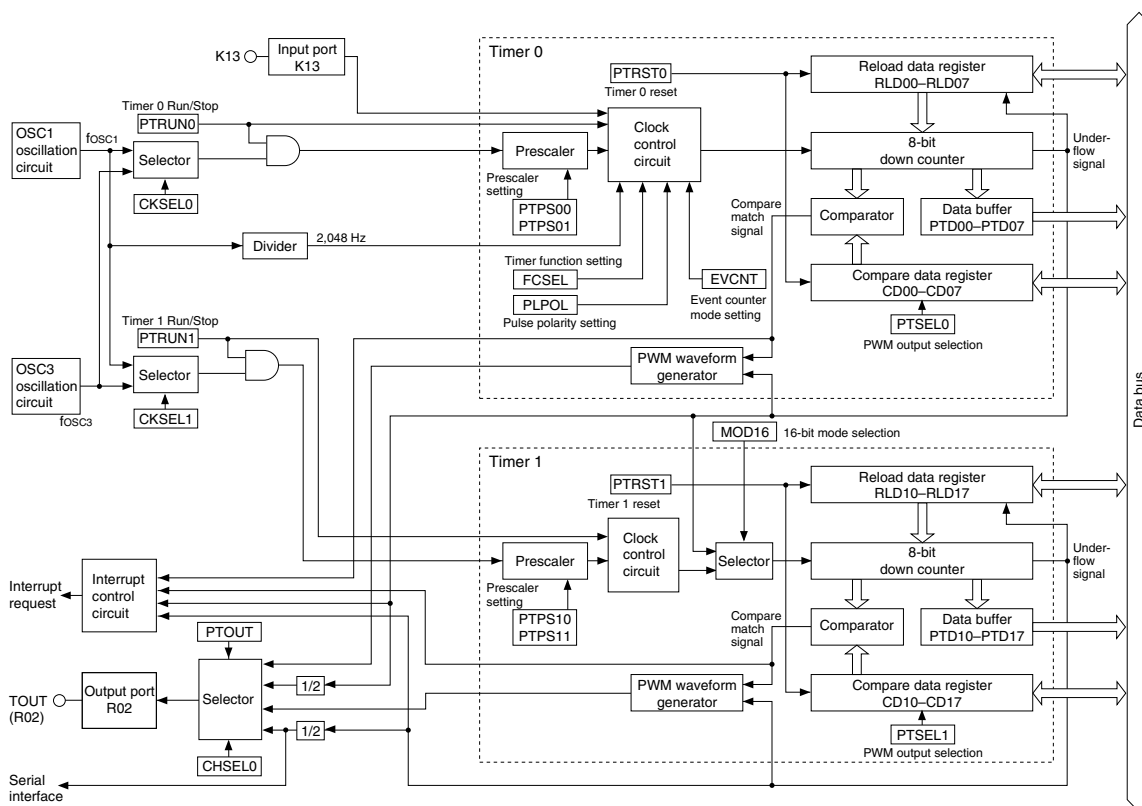 Timer 0
K13
Input port
K13
PTRST0
Timer 0 reset
Reload data register
RLD00–RLD07
Timer 0 Run/Stop
PTRUN0
OSC1
oscillation
circuit
fOSC1
Selector
CKSEL0
Prescaler
Prescaler
setting
PTPS00
PTPS01
Clock
control
circuit
8-bit
down counter
Under-
flow
signal
Compare
match
signal
Comparator
Data buffer
PTD00–PTD07
Divider
2,048 Hz
Timer function setting
FCSEL
PLPOL
Pulse polarity setting
EVCNT
Event counter
mode setting
Compare data register
CD00–CD07
PTSEL0
PWM output selection
Timer 1 Run/Stop
PTRUN1
OSC3
oscillation
circuit
fOSC3
Selector
CKSEL1
PWM waveform
generator
Data bus
MOD16
16-bit mode selection
Timer 1
PTRST1
Timer 1 reset
Reload data register
RLD10–RLD17
Prescaler
Prescaler
setting
PTPS10
PTPS11
Clock
control
circuit
Selector
8-bit
down counter
Under-
flow
signal
Interrupt
request
Interrupt
control
circuit
Compare
match
signal
Comparator
Data buffer
PTD10–PTD17
PTOUT
TOUT
(R02)
Output port
R02
Selector
1/2
1/2
CHSEL0
PWM waveform
generator
Compare data register
CD10–CD17
PTSEL1
PWM output selection
Serial
interface